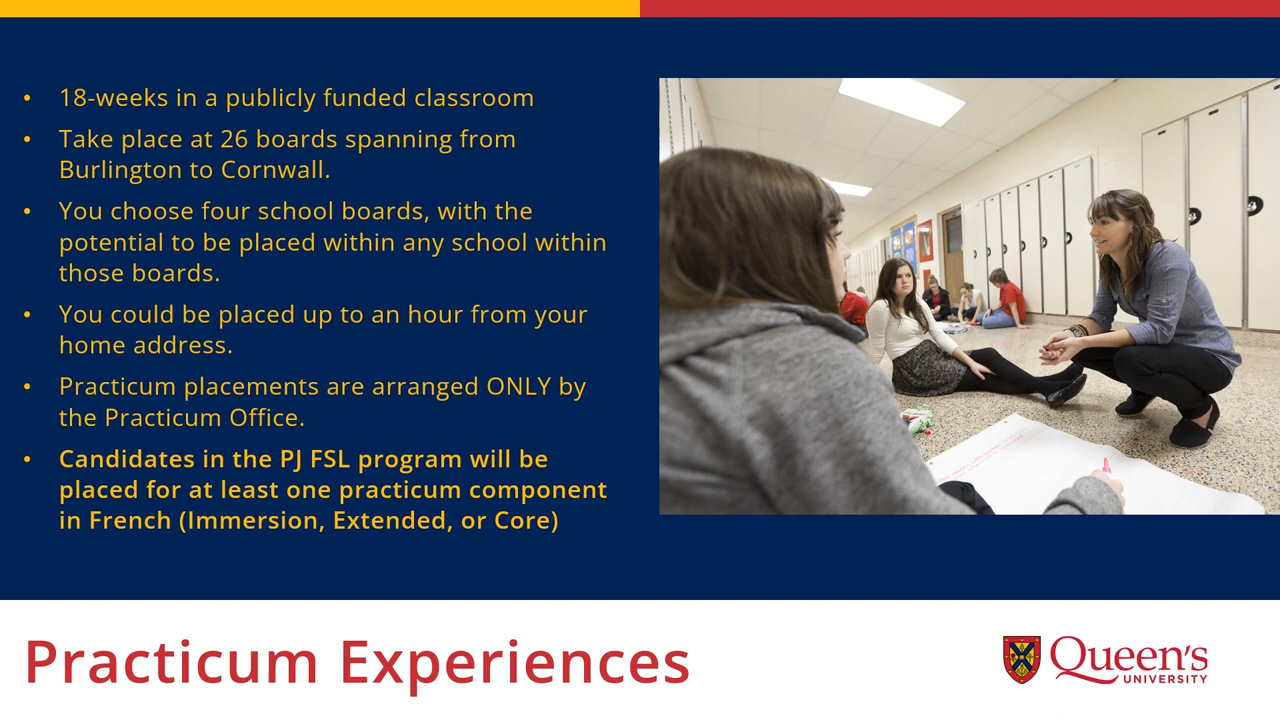 • 18-weeks in a publicly funded classroom
• Take place at 26 boards spanning from
Burlington to Cornwall.
• You choose four school boards, with the
potential to be placed within any school within
those boards.
• You could be placed up to an hour from your
home address.
• Practicum placements are arranged ONLY by
the Practicum Office.
• Candidates in the PJ FSL program will be
placed for at least one practicum component
in French (Immersion, Extended, or Core)
Practicum Experiences
Queen's
UNIVERSITY